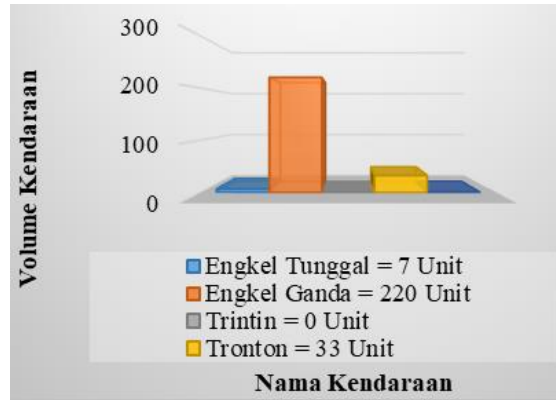 300
200
100
0
Volume Kendaraan
Engkel Tunggal = 7 Unit
Engkel Ganda = 220 Unit
Trintin = 0 Unit
Tronton = 33 Unit
Nama Kendaraan